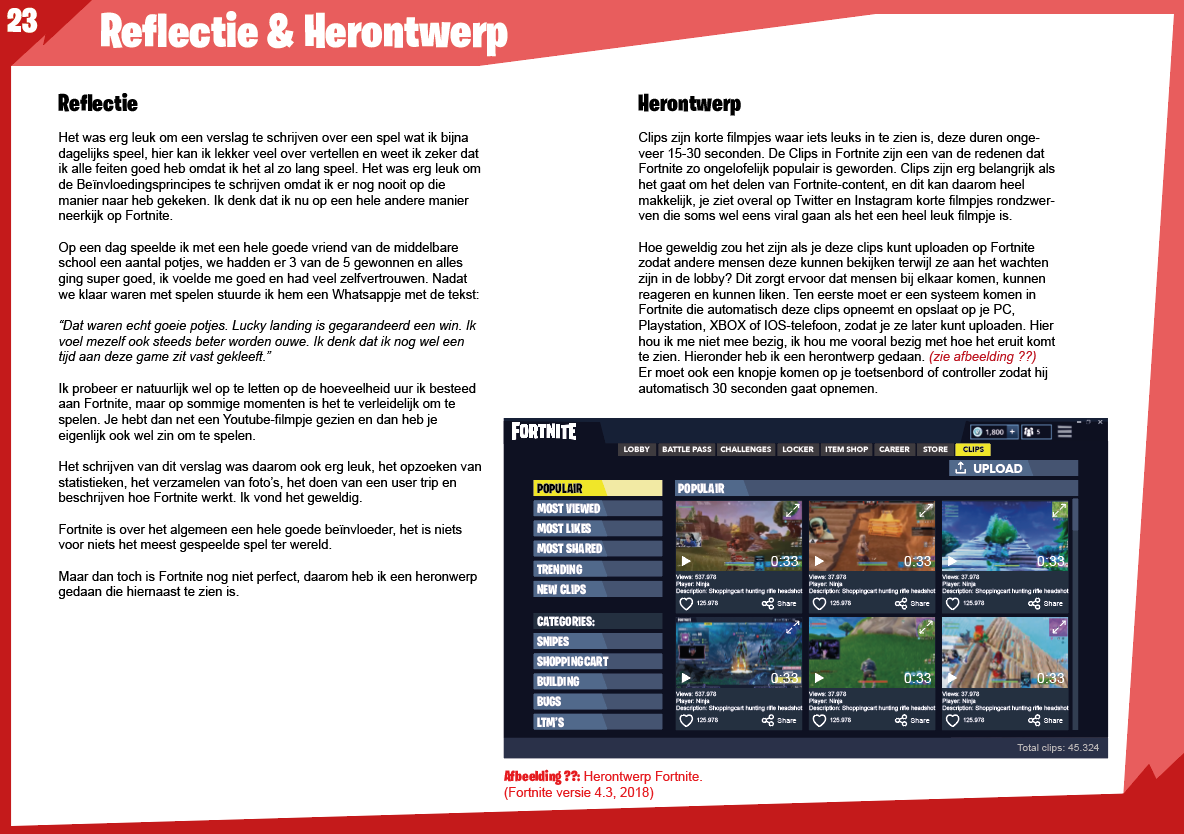 23
Reflectie & Herontwerp
Reflectie
Het was erg leuk om een verslag te schrijven over een spel wat ik bijna
dagelijks speel, hier kan ik lekker veel over vertellen en weet ik zeker dat
ik alle feiten goed heb omdat ik het al zo lang speel. Het was erg leuk om
de Beïnvloedingsprincipes te schrijven omdat ik er nog nooit op die
manier naar heb gekeken. Ik denk dat ik nu op een hele andere manier
neerkijk op Fortnite.
Op een dag speelde ik met een hele goede vriend van de middelbare
school een aantal potjes, we hadden er 3 van de 5 gewonnen en alles
ging super goed, ik voelde me goed en had veel zelfvertrouwen. Nadat
we klaar waren met spelen stuurde ik hem een Whatsappje met de tekst:
“Dat waren echt goeie potjes. Lucky landing is gegarandeerd een win. Ik
voel mezelf ook steeds beter worden ouwe. Ik denk dat ik nog wel een
tijd aan deze game zit vast gekleeft.”
Ik probeer er natuurlijk wel op te letten op de hoeveelheid uur ik besteed
aan Fortnite, maar op sommige momenten is het te verleidelijk om te
spelen. Je hebt dan net een Youtube-filmpje gezien en dan heb je
eigenlijk ook wel zin om te spelen.
Het schrijven van dit verslag was daarom ook erg leuk, het opzoeken van
statistieken, het verzamelen van foto’s, het doen van een user trip en
beschrijven hoe Fortnite werkt. Ik vond het geweldig.
Fortnite is over het algemeen een hele goede beïnvloeder, het is niets
voor niets het meest gespeelde spel ter wereld.
Maar dan toch is Fortnite nog niet perfect, daarom heb ik een heronwerp
gedaan die hiernaast te zien is.
Herontwerp
Clips zijn korte filmpjes waar iets leuks in te zien is, deze duren onge-
veer 15-30 seconden. De Clips in Fortnite zijn een van de redenen dat
Fortnite zo ongelofelijk populair is geworden. Clips zijn erg belangrijk als
het gaat om het delen van Fortnite-content, en dit kan daarom heel
makkelijk, je ziet overal op Twitter en Instagram korte filmpjes rondzwer-
ven die soms wel eens viral gaan als het een heel leuk filmpje is.
Hoe geweldig zou het zijn als je deze clips kunt uploaden op Fortnite
zodat andere mensen deze kunnen bekijken terwijl ze aan het wachten
zijn in de lobby? Dit zorgt ervoor dat mensen bij elkaar komen, kunnen
reageren en kunnen liken. Ten eerste moet er een systeem komen in
Fortnite die automatisch deze clips opneemt en opslaat op je PC,
Playstation, XBOX of IOS-telefoon, zodat je ze later kunt uploaden. Hier
hou ik me niet mee bezig, ik hou me vooral bezig met hoe het eruit komt
te zien. Hieronder heb ik een herontwerp gedaan. (zie afbeelding ??)
Er moet ook een knopje komen op je toetsenbord of controller zodat hij
automatisch 30 seconden gaat opnemen.
FORTNITE
1,800 +
5
LOBBY BATTLE PASS CHALLENGES LOCKER ITEM SHOP CAREER STORE CLIPS
UPLOAD
POPULAIR
MOST VIEWED
MOST LIKES
MOST SHARED
TRENDING
NEW CLIPS
CATEGORIES:
SNIPES
SHOPPINGCART
BUILDING
BUGS
LTM'S
POPULAIR
0:33 0:33 0:33
Views: 537.978 Views: 37.978 Views: 37.978
Player: Ninja Player: Ninja Player: Ninja
Description: Shoppingcart hunting rifle headshot Description: Shoppingcart hunting rifle headshot Description: Shoppingcart hunting rifle headshot
125.978 Share 125.978 Share 125.978 Share
0:33 0:33 0:33
Views: 537.978 Views: 37.978 Views: 37.978
Player: Ninja Player: Ninja Player: Ninja
Description: Shoppingcart hunting rifle headshot Description: Shoppingcart hunting rifle headshot Description: Shoppingcart hunting rifle headshot
125.978 Share 125.978 Share 125.978 Share
Total clips: 45.324
Afbeelding ??: Herontwerp Fortnite.
(Fortnite versie 4.3, 2018)